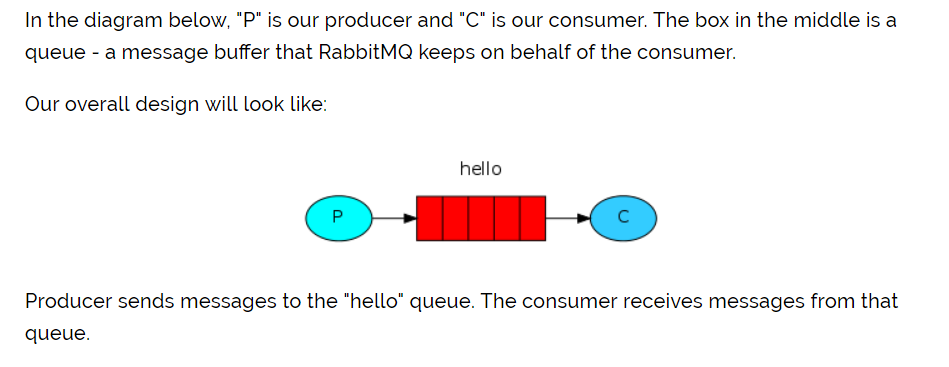 In the diagram below, "P" is our producer and "C" is our consumer. The box in the middle is a
queue - a message buffer that RabbitMQ keeps on behalf of the consumer.
Our overall design will look like:
hello
P
C
Producer sends messages to the "hello" queue. The consumer receives messages from that
queue.